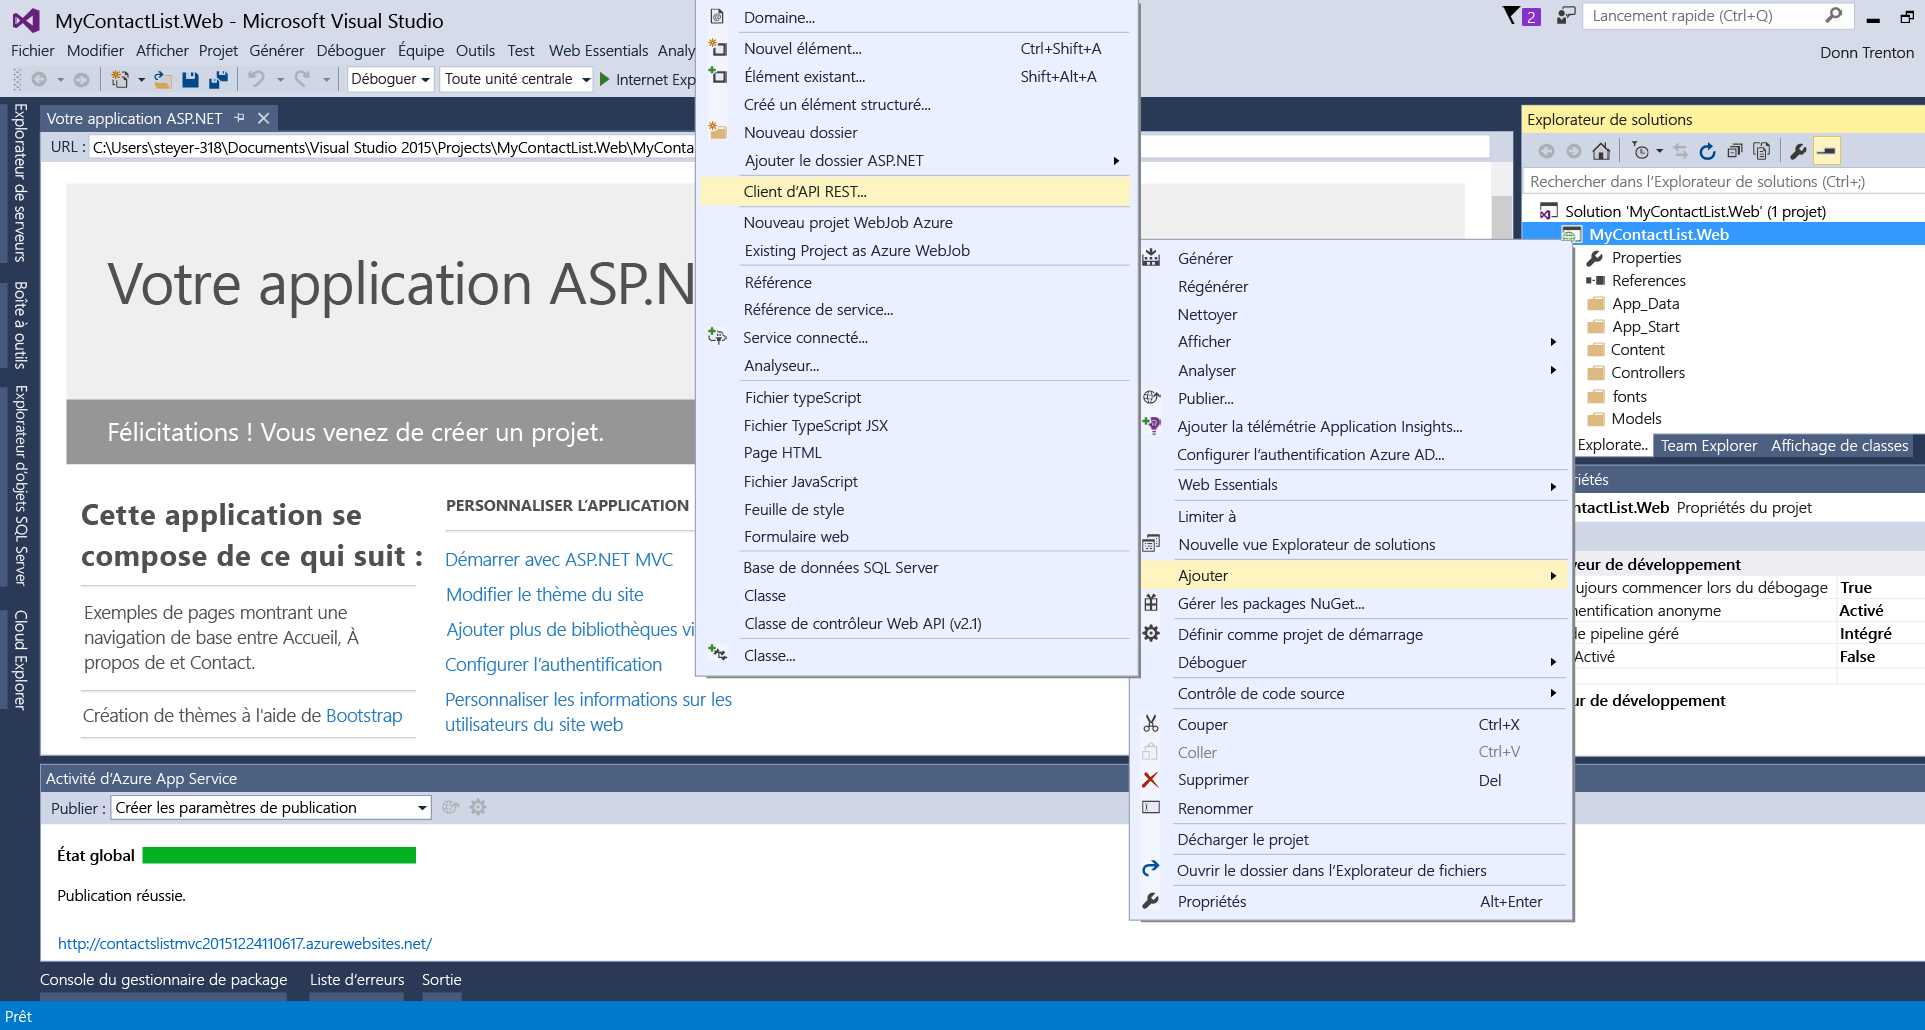 MyContactList.Web - Microsoft Visual Studio
2
Lancement rapide (Ctrl+Q)
Fichier Modifier Afficher Projet Générer Déboguer Équipe Outils Test Web Essentials Analy
Donn Trenton
Déboguer Toute unité centrale Internet Exp
Explorateur de serveurs
Boîte à outils
Explorateur d'objets SQL Server
Cloud Explorer
Votre application ASP.NET
URL : C:\Users\steyer-318\Documents\Visual Studio 2015\Projects\MyContactList.Web\MyConta
Votre application ASP.N
Félicitations ! Vous venez de créer un projet.
Cette application se
compose de ce qui suit :
Exemples de pages montrant une
navigation de base entre Accueil, À
propos de et Contact.
Création de thèmes à l'aide de Bootstrap
PERSONNALISER L'APPLICATION
Démarrer avec ASP.NET MVC
Modifier le thème du site
Ajouter plus de bibliothèques vi
Configurer l'authentification
Personnaliser les informations sur les
utilisateurs du site web
Domaine...
Nouvel élément... Ctrl+Shift+A
Élément existant... Shift+Alt+A
Créé un élément structuré...
Nouveau dossier
Ajouter le dossier ASP.NET
Client d'API REST...
Nouveau projet WebJob Azure
Existing Project as Azure WebJob
Référence
Référence de service...
Service connecté...
Analyseur...
Fichier typeScript
Fichier TypeScript JSX
Page HTML
Fichier JavaScript
Feuille de style
Formulaire web
Base de données SQL Server
Classe
Classe de contrôleur Web API (v2.1)
Classe...
Générer
Régénérer
Nettoyer
Afficher
Analyser
Publier...
Ajouter la télémétrie Application Insights...
Configurer l'authentification Azure AD...
Web Essentials
Limiter à
Nouvelle vue Explorateur de solutions
Ajouter
Gérer les packages NuGet...
Définir comme projet de démarrage
Déboguer
Contrôle de code source
Couper Ctrl+X
Coller Ctrl+V
Supprimer Del
Renommer
Décharger le projet
Ouvrir le dossier dans l'Explorateur de fichiers
Propriétés Alt+Enter
Explorateur de solutions
Rechercher dans l'Explorateur de solutions (Ctrl+;)
Solution 'MyContactList.Web' (1 projet)
MyContactList.Web
Properties
References
App_Data
App_Start
Content
Controllers
fonts
Models
Explorate.. Team Explorer Affichage de classes
riétés
ntactList.Web Propriétés du projet
veur de développement
ujours commencer lors du débogage True
hentification anonyme Activé
le pipeline géré Intégré
Activé False
ur de développement
Activité d'Azure App Service
Publier : Créer les paramètres de publication
État global
Publication réussie.
http://contactslistmvc20151224110617.azurewebsites.net/
Console du gestionnaire de package Liste d'erreurs Sortie
Prêt